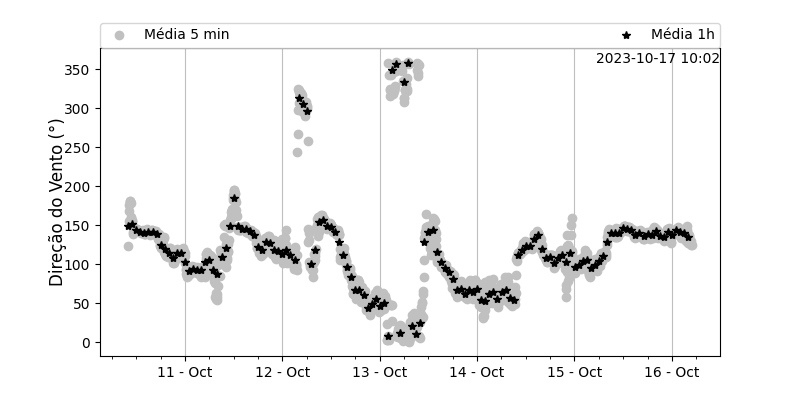 Média 5 min
Média 1h
2023-10-17 10:02
Direção do Vento (°)
350
300
250
200
150
100
50
0
11 - Oct
12 - Oct
13 - Oct
14 - Oct
15 - Oct
16 - Oct